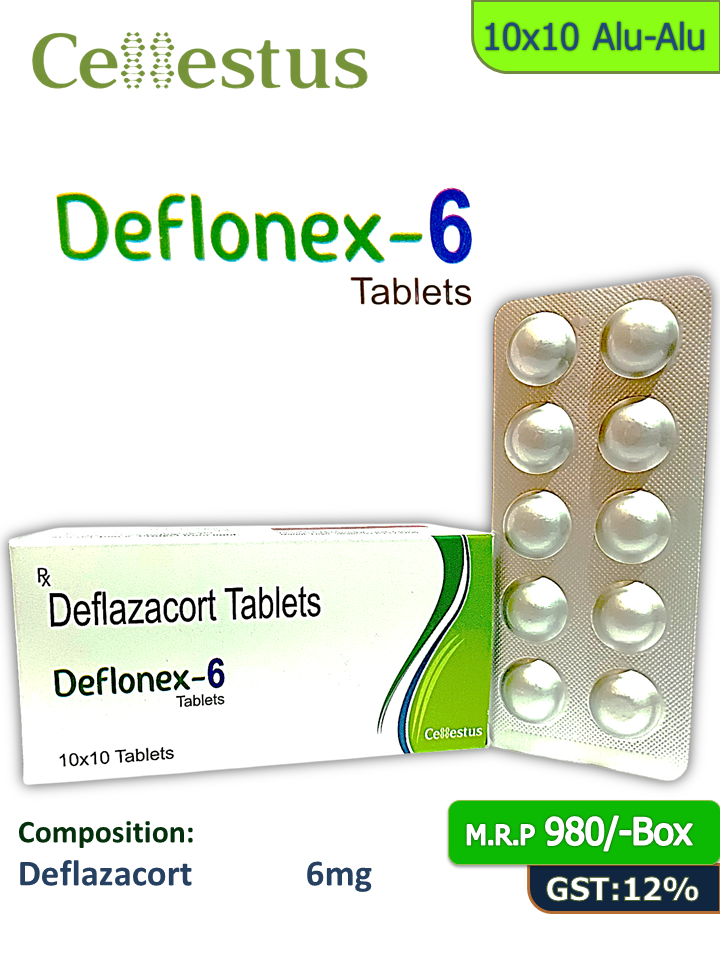 Cellestus
10x10 Alu-Alu
Deflonex-6
Tablets
Rx
Deflazacort Tablets
Deflonex-6
Tablets
10x10 Tablets
Cellestus
Composition:
Deflazacort 6mg
M.R.P 980/-Box
GST:12%